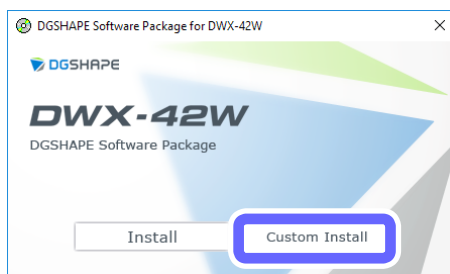 DGSHAPE Software Package for DWX-42W
DGSHAPE
DWX-42W
DGSHAPE Software Package
Install
Custom Install